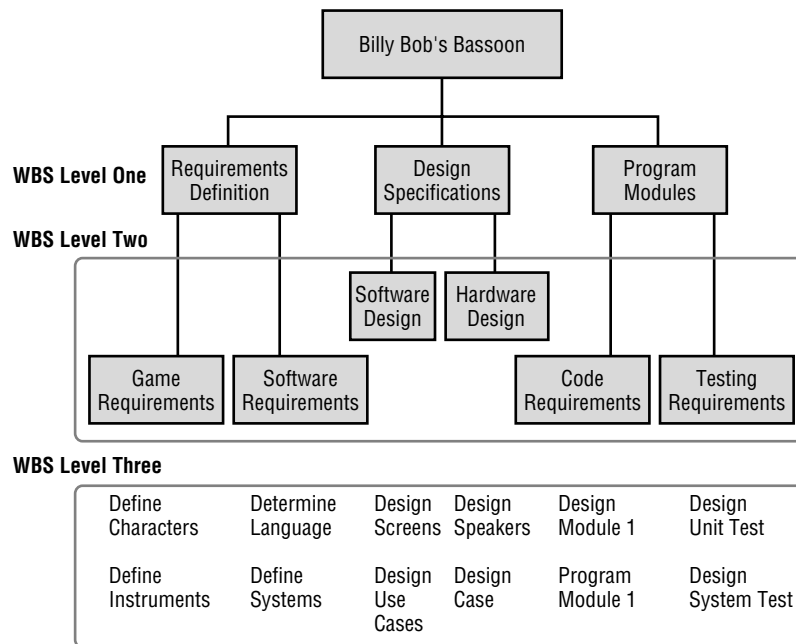 Billy Bob's Bassoon
WBS Level One
Requirements
Definition
Design
Specifications
Program
Modules
WBS Level Two
Software
Design
Hardware
Design
Game
Requirements
Software
Requirements
Code
Requirements
Testing
Requirements
WBS Level Three
Define
Characters
Determine
Language
Design
Screens
Design
Speakers
Design
Module 1
Design
Unit Test
Define
Instruments
Define
Systems
Design
Use
Cases
Design
Case
Program
Module 1
Design
System Test